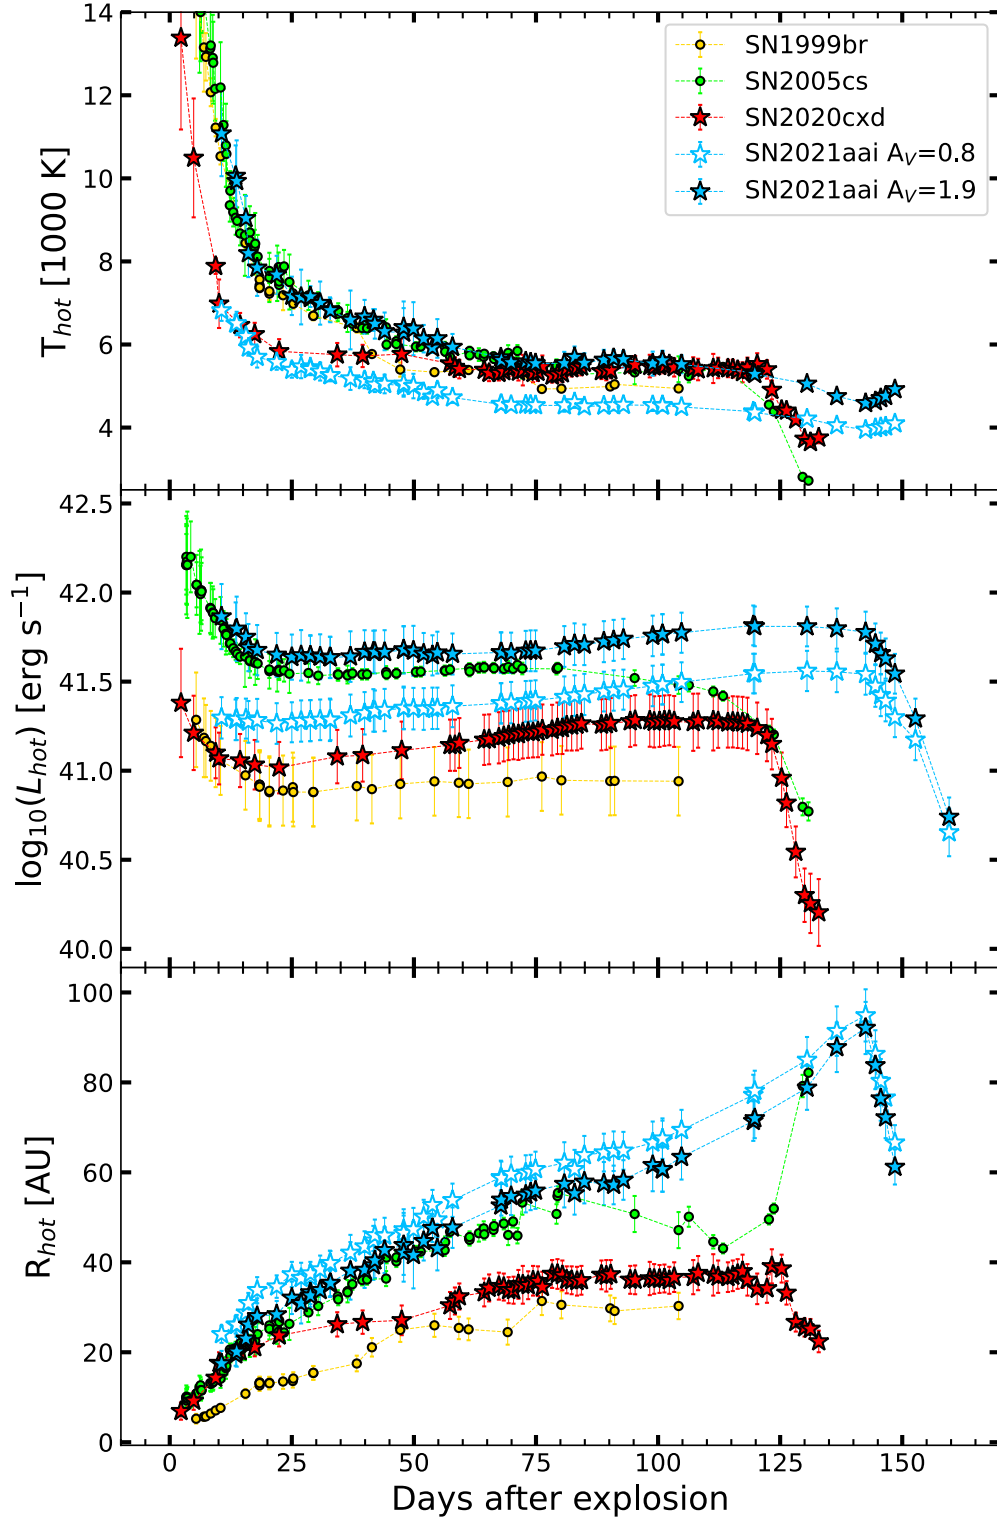 14
12
10
8
6
4
T_hot [1000 K]
SN1999br
SN2005cs
SN2020cxd
SN2021aai A_V=0.8
SN2021aai A_V=1.9
42.5
42.0
41.5
41.0
40.5
40.0
log₁₀(L_hot) [erg s⁻¹]
100
80
60
40
20
0
R_hot [AU]
0 25 50 75 100 125 150
Days after explosion